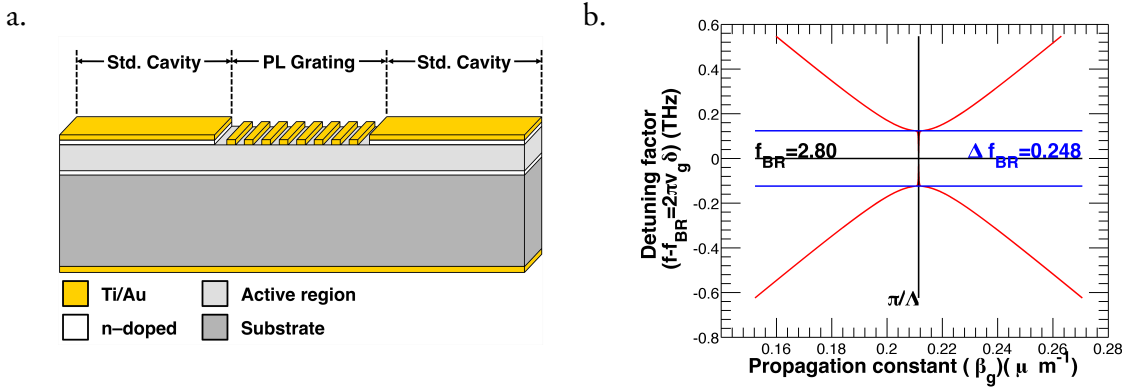 a.
Std. Cavity PL Grating Std. Cavity
Ti/Au Active region
n–doped Substrate
b.
Detuning factor
(f-f_BR=2πv_g δ) (THz)
0.6
0.4
0.2
0
-0.2
-0.4
-0.6
-0.8
f_BR=2.80
Δ f_BR=0.248
π/Λ
0.16 0.18 0.2 0.22 0.24 0.26 0.28
Propagation constant ( β_g)( μ m⁻¹)